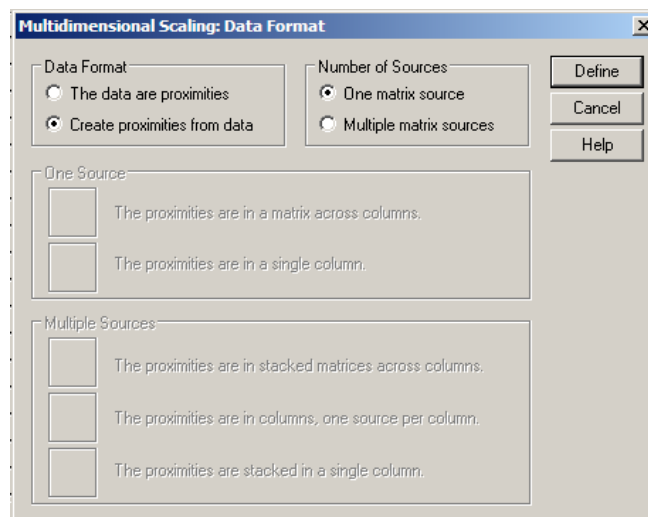 Multidimensional Scaling: Data Format
Data Format
The data are proximities
Create proximities from data
Number of Sources
One matrix source
Multiple matrix sources
Define
Cancel
Help
One Source
The proximities are in a matrix across columns.
The proximities are in a single column.
Multiple Sources
The proximities are in stacked matrices across columns.
The proximities are in columns, one source per column.
The proximities are stacked in a single column.